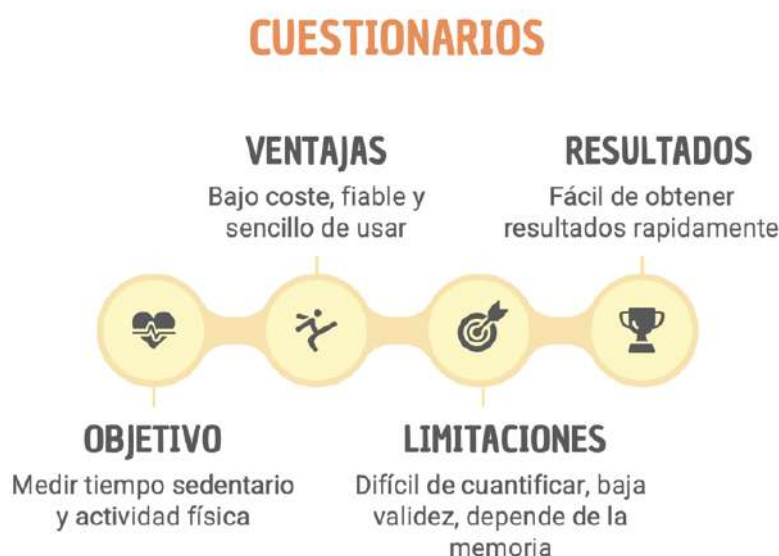 CUESTIONARIOS
VENTAJAS
Bajo coste, fiable y
sencillo de usar
RESULTADOS
Fácil de obtener
resultados rapidamente
OBJETIVO
Medir tiempo sedentario
y actividad física
LIMITACIONES
Difícil de cuantificar, baja
validez, depende de la
memoria